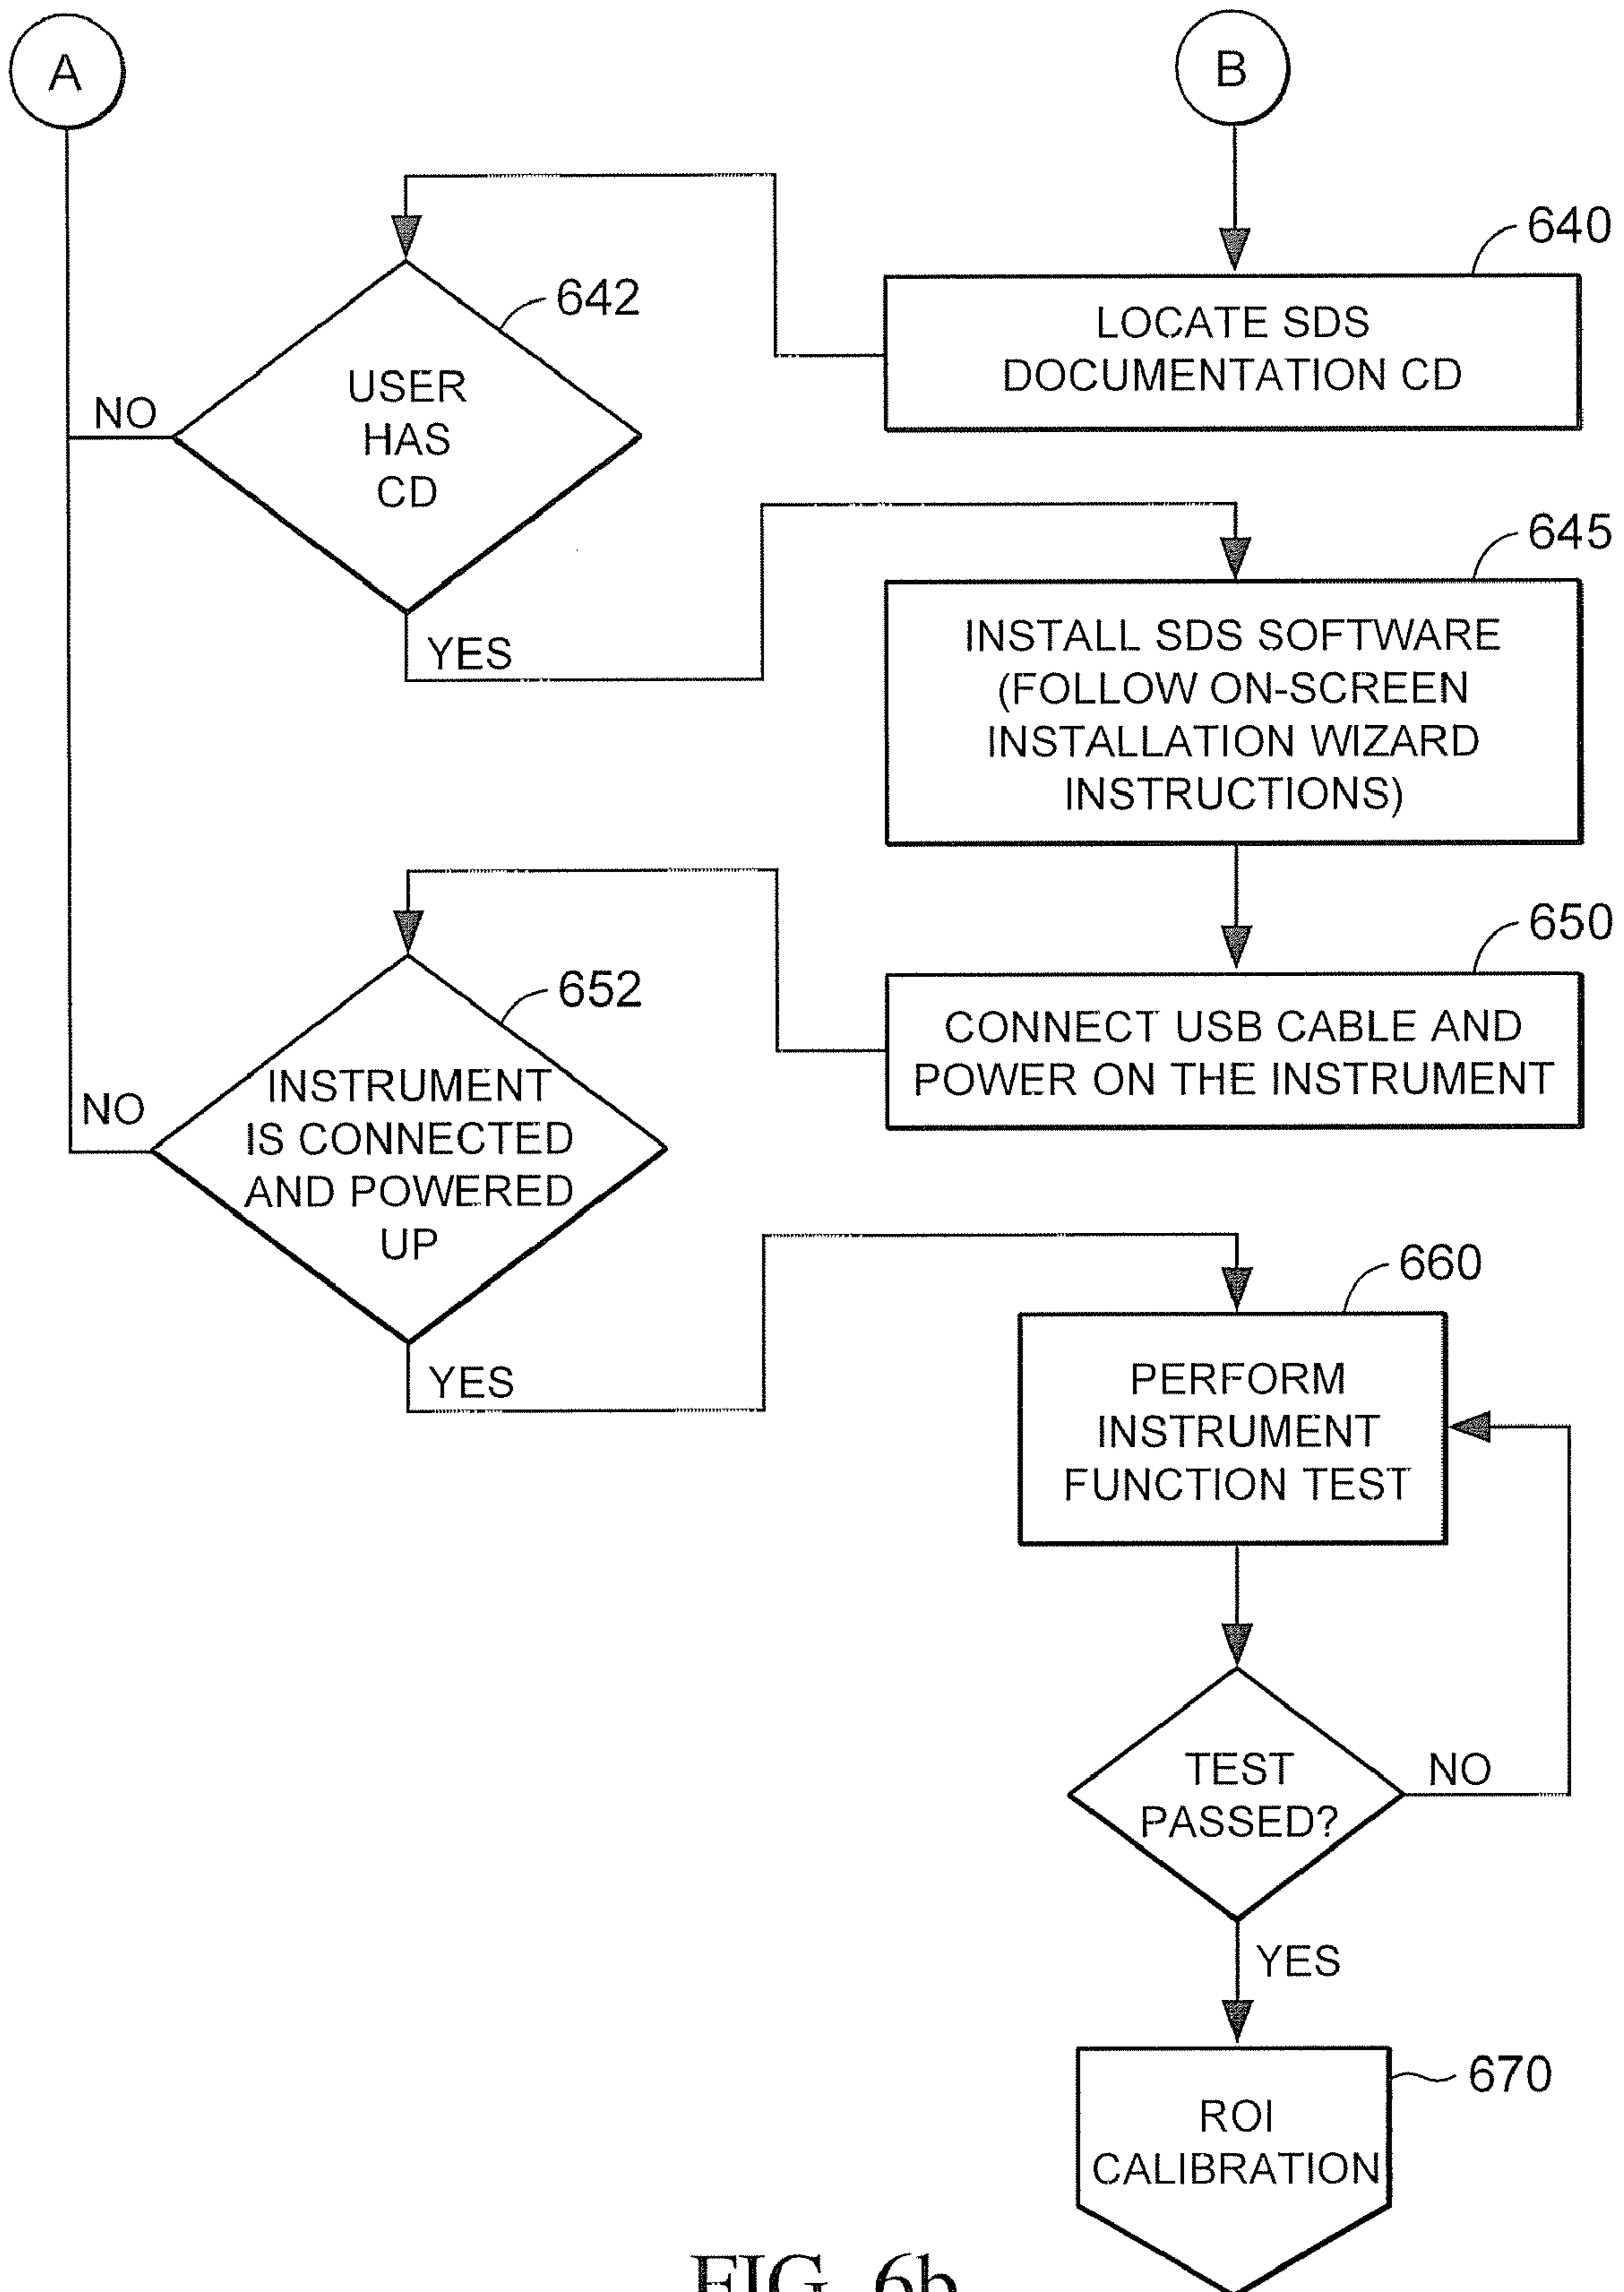 A
B
640
LOCATE SDS
DOCUMENTATION CD
642
USER
HAS
CD
NO
YES
645
INSTALL SDS SOFTWARE
(FOLLOW ON-SCREEN
INSTALLATION WIZARD
INSTRUCTIONS)
650
CONNECT USB CABLE AND
POWER ON THE INSTRUMENT
652
INSTRUMENT
IS CONNECTED
AND POWERED
UP
NO
YES
660
PERFORM
INSTRUMENT
FUNCTION TEST
TEST
PASSED?
NO
YES
670
ROI
CALIBRATION
FIG. 6b